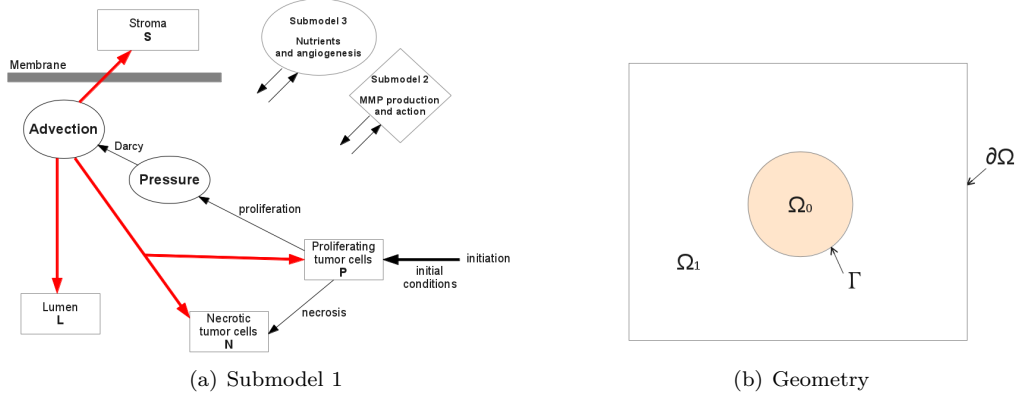 Stroma
S
Membrane
Submodel 3
Nutrients
and angiogenesis
Submodel 2
MMP production
and action
Advection
Darcy
Pressure
proliferation
Proliferating
tumor cells
P
initiation
initial
conditions
necrosis
Lumen
L
Necrotic
tumor cells
N
(a) Submodel 1
∂Ω
Ω₀
Ω₁
Γ
(b) Geometry